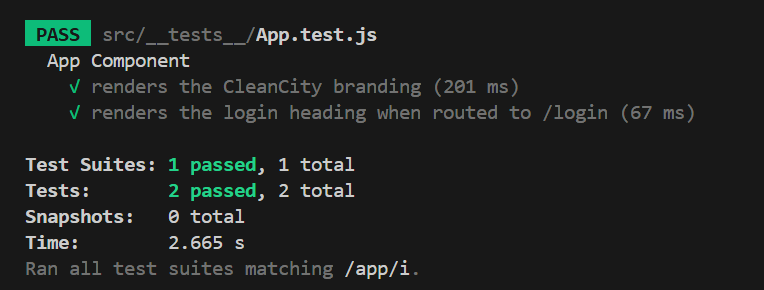 PASS src/__tests__/App.test.js
App Component
√ renders the CleanCity branding (201 ms)
√ renders the login heading when routed to /login (67 ms)
Test Suites: 1 passed, 1 total
Tests: 2 passed, 2 total
Snapshots: 0 total
Time: 2.665 s
Ran all test suites matching /app/i.